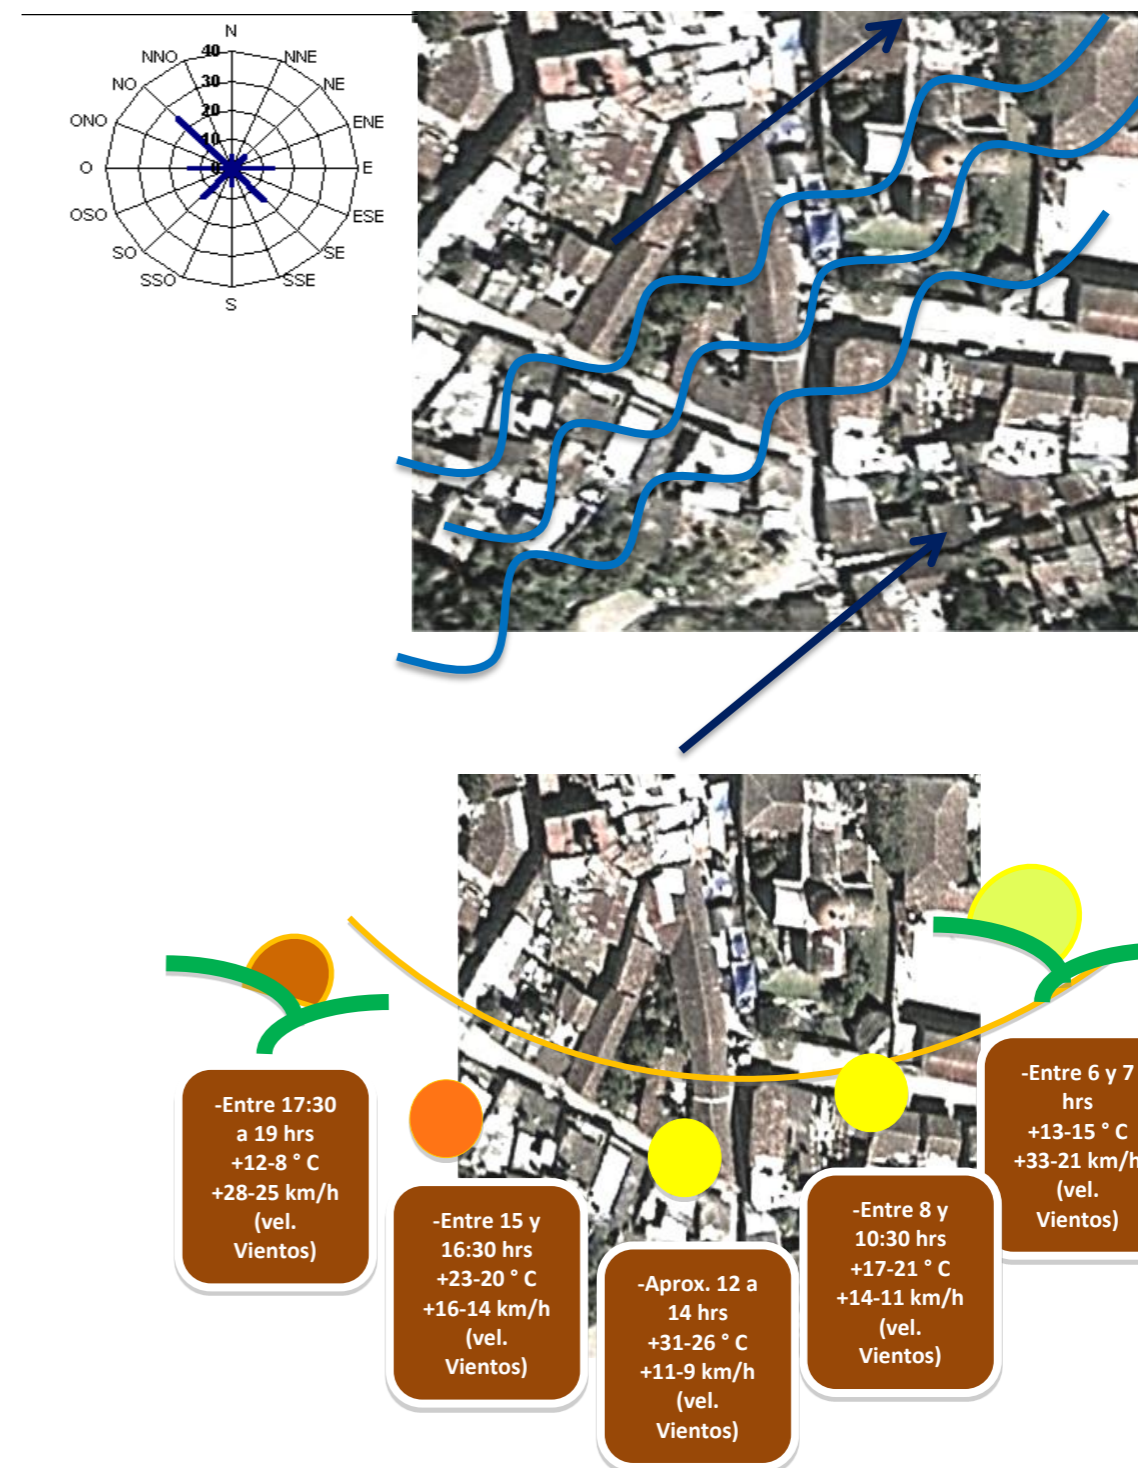 N
NNE
NE
ENE
E
ESE
SE
SSE
S
SSO
SO
OSO
O
ONO
NO
NNO
40
30
20
10
0
-Entre 17:30
a 19 hrs
+12-8 ° C
+28-25 km/h
(vel.
Vientos)
-Entre 15 y
16:30 hrs
+23-20 ° C
+16-14 km/h
(vel.
Vientos)
-Aprox. 12 a
14 hrs
+31-26 ° C
+11-9 km/h
(vel.
Vientos)
-Entre 8 y
10:30 hrs
+17-21 ° C
+14-11 km/h
(vel.
Vientos)
-Entre 6 y 7
hrs
+13-15 ° C
+33-21 km/h
(vel.
Vientos)